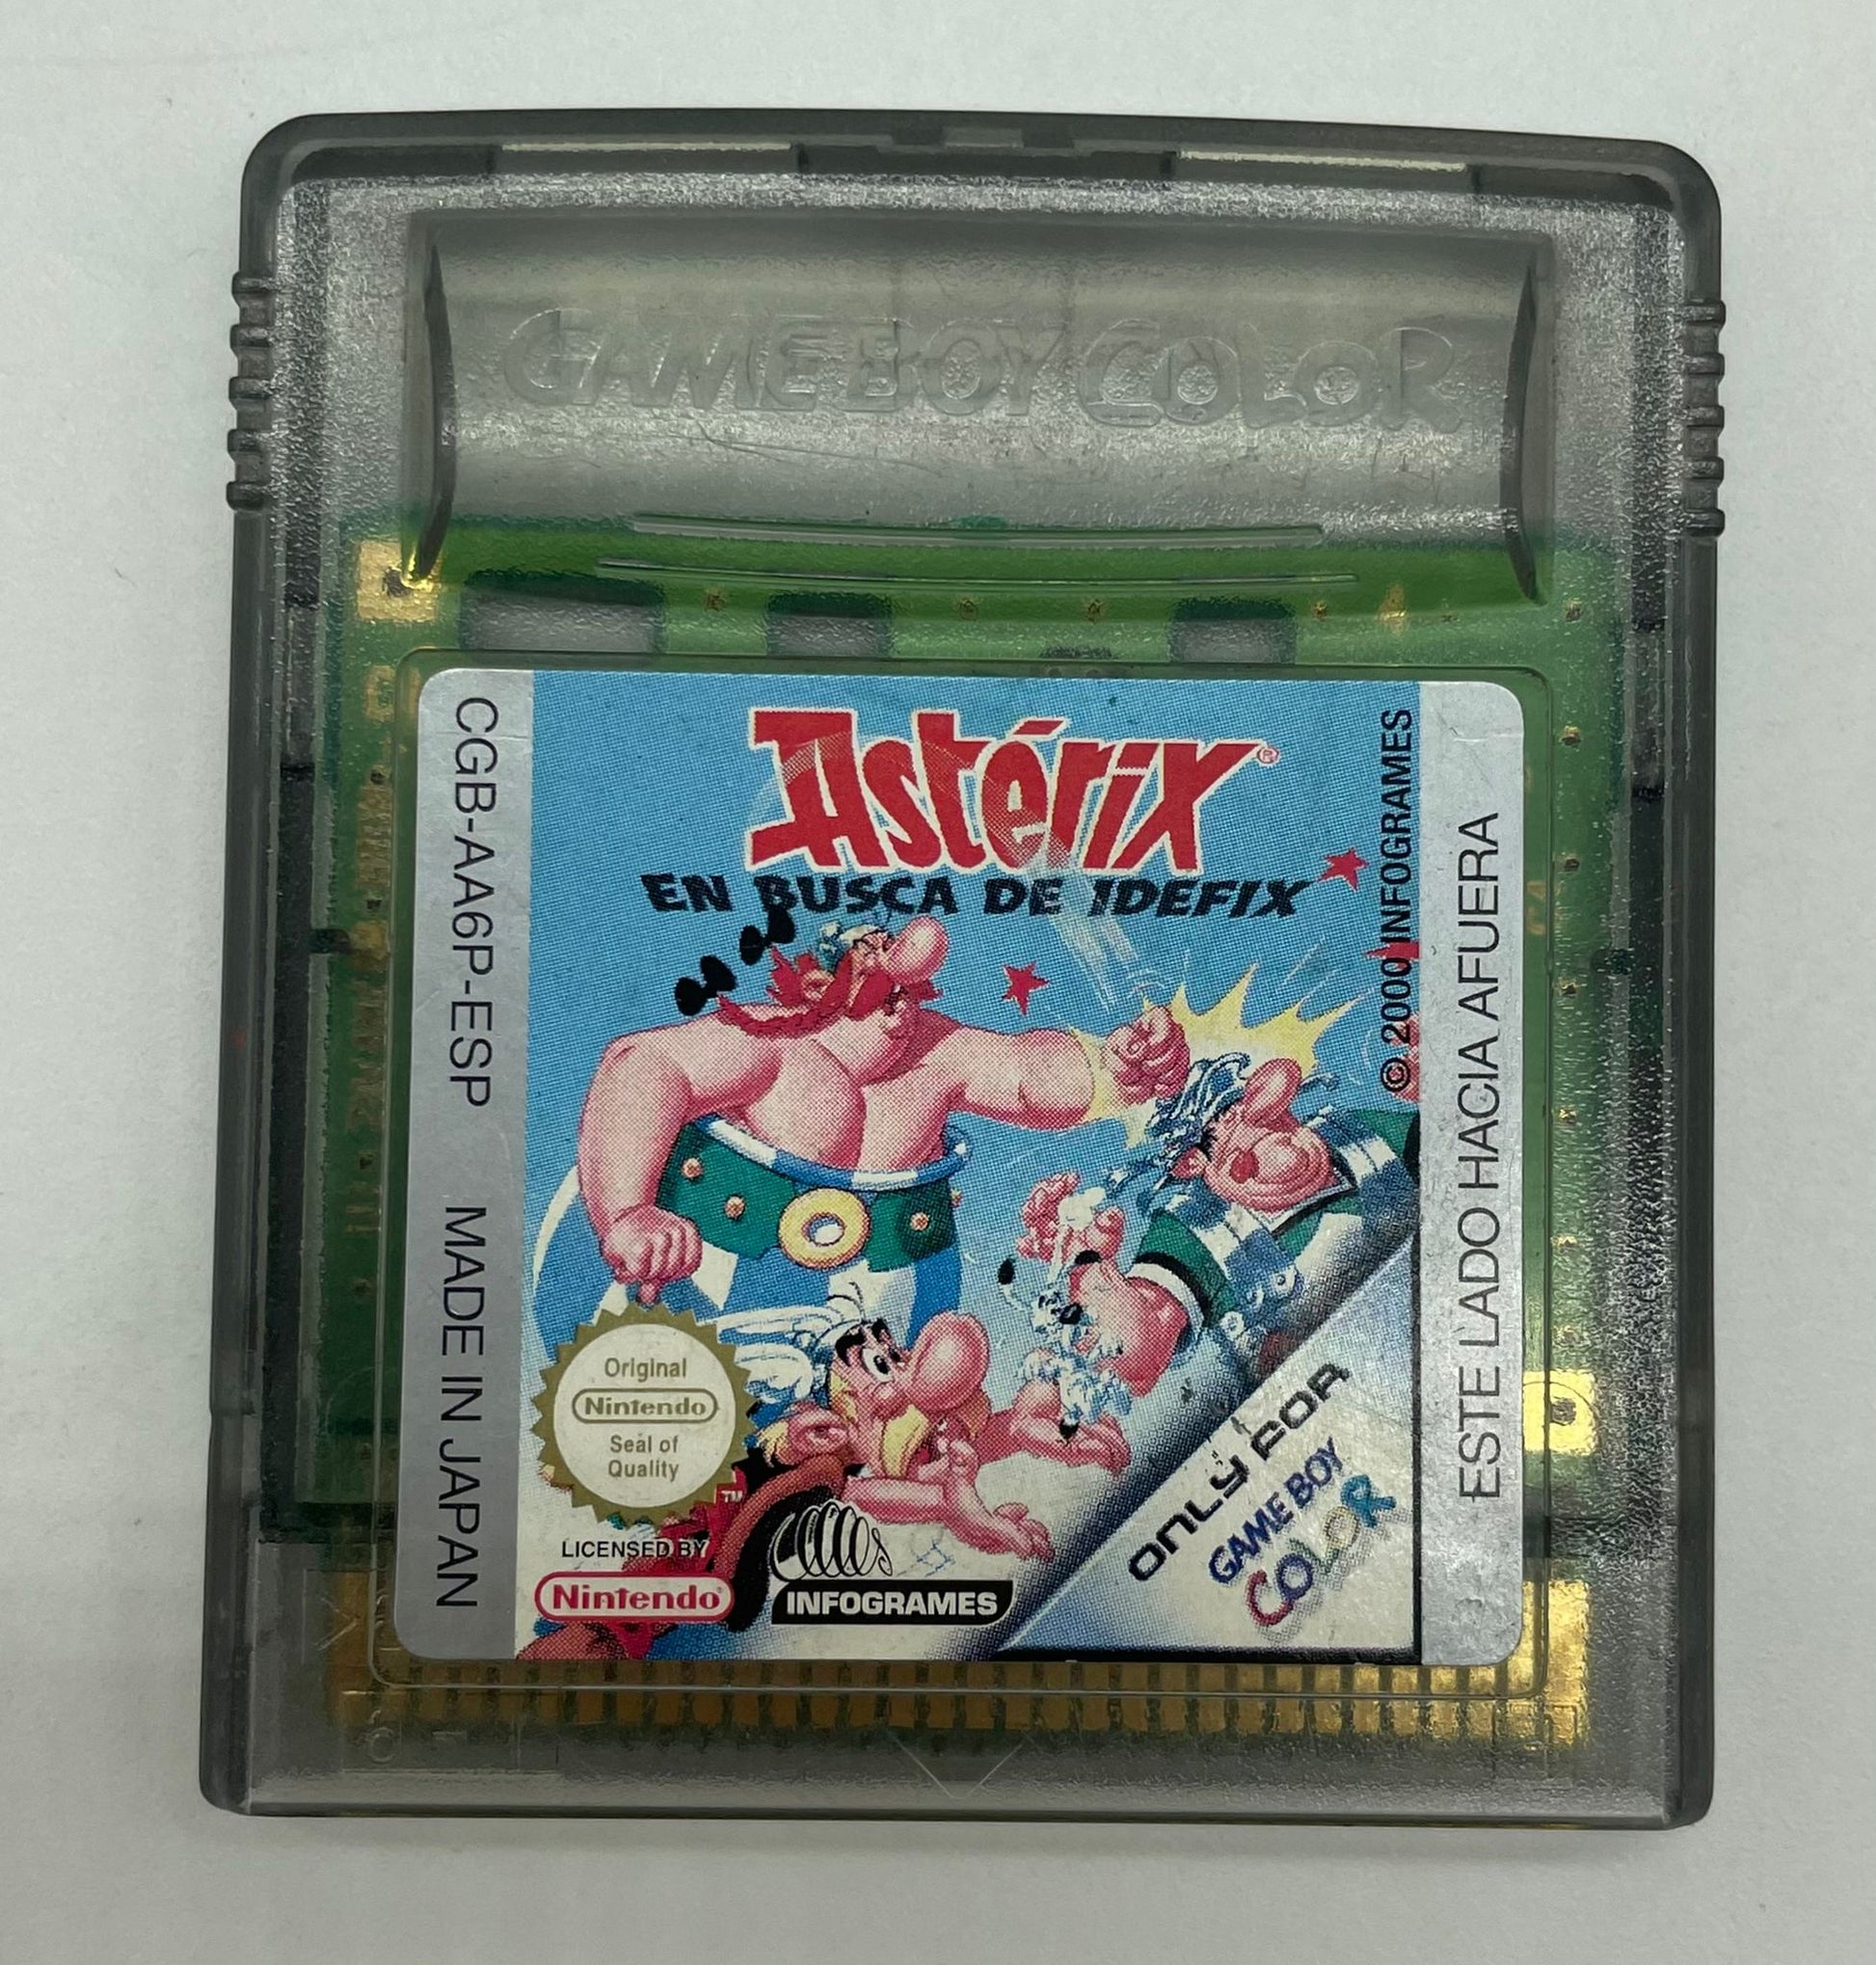 GAME BOY COLOR
CGB-AA6P-ESP MADE IN JAPAN
Astérix®
EN BUSCA DE IDEFIX
© 2000 INFOGRAMES
ESTE LADO HACIA AFUERA
Original
Nintendo
Seal of
Quality
TM
LICENSED BY
Nintendo®
INFOGRAMES
ONLY FOR
GAME BOY
COLOR